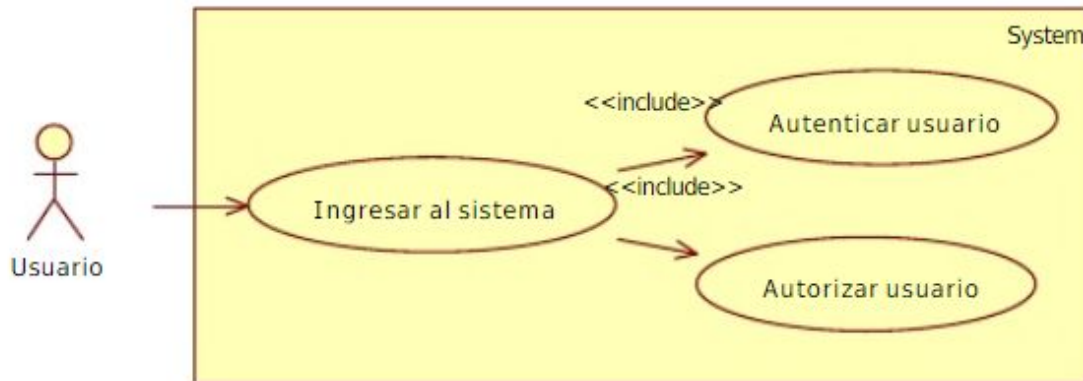 System
<<include>>
Autenticar usuario
<<include>>
Ingresar al sistema
Usuario
Autorizar usuario